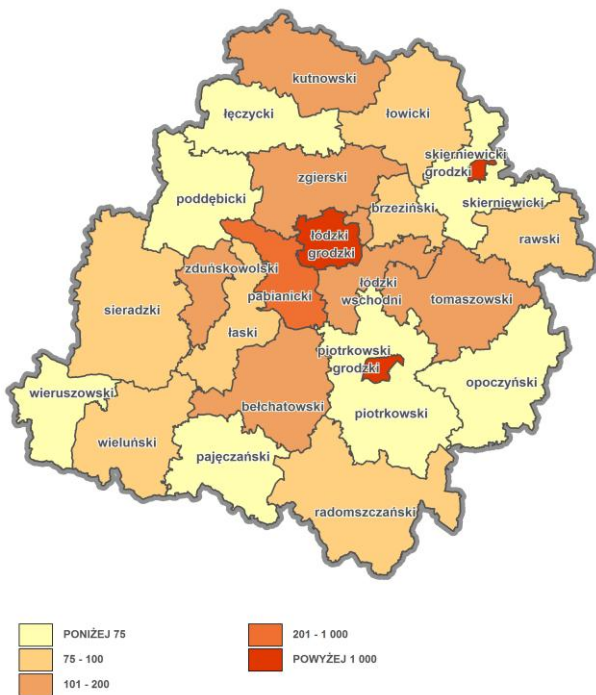 kutnowski
łęczycki
łowicki
skierniewicki
grodzki
zgierski
poddębicki
brzeziński
skierniewicki
łódzki
grodzki
rawski
zduńskowolski
łódzki
wschodni
sieradzki
pabianicki
tomaszowski
łaski
piotrkowski
grodzki
opoczyński
wieruszowski
bełchatowski
piotrkowski
wieluński
pajęczański
radomszczański
PONIŻEJ 75
201 - 1 000
75 - 100
POWYŻEJ 1 000
101 - 200